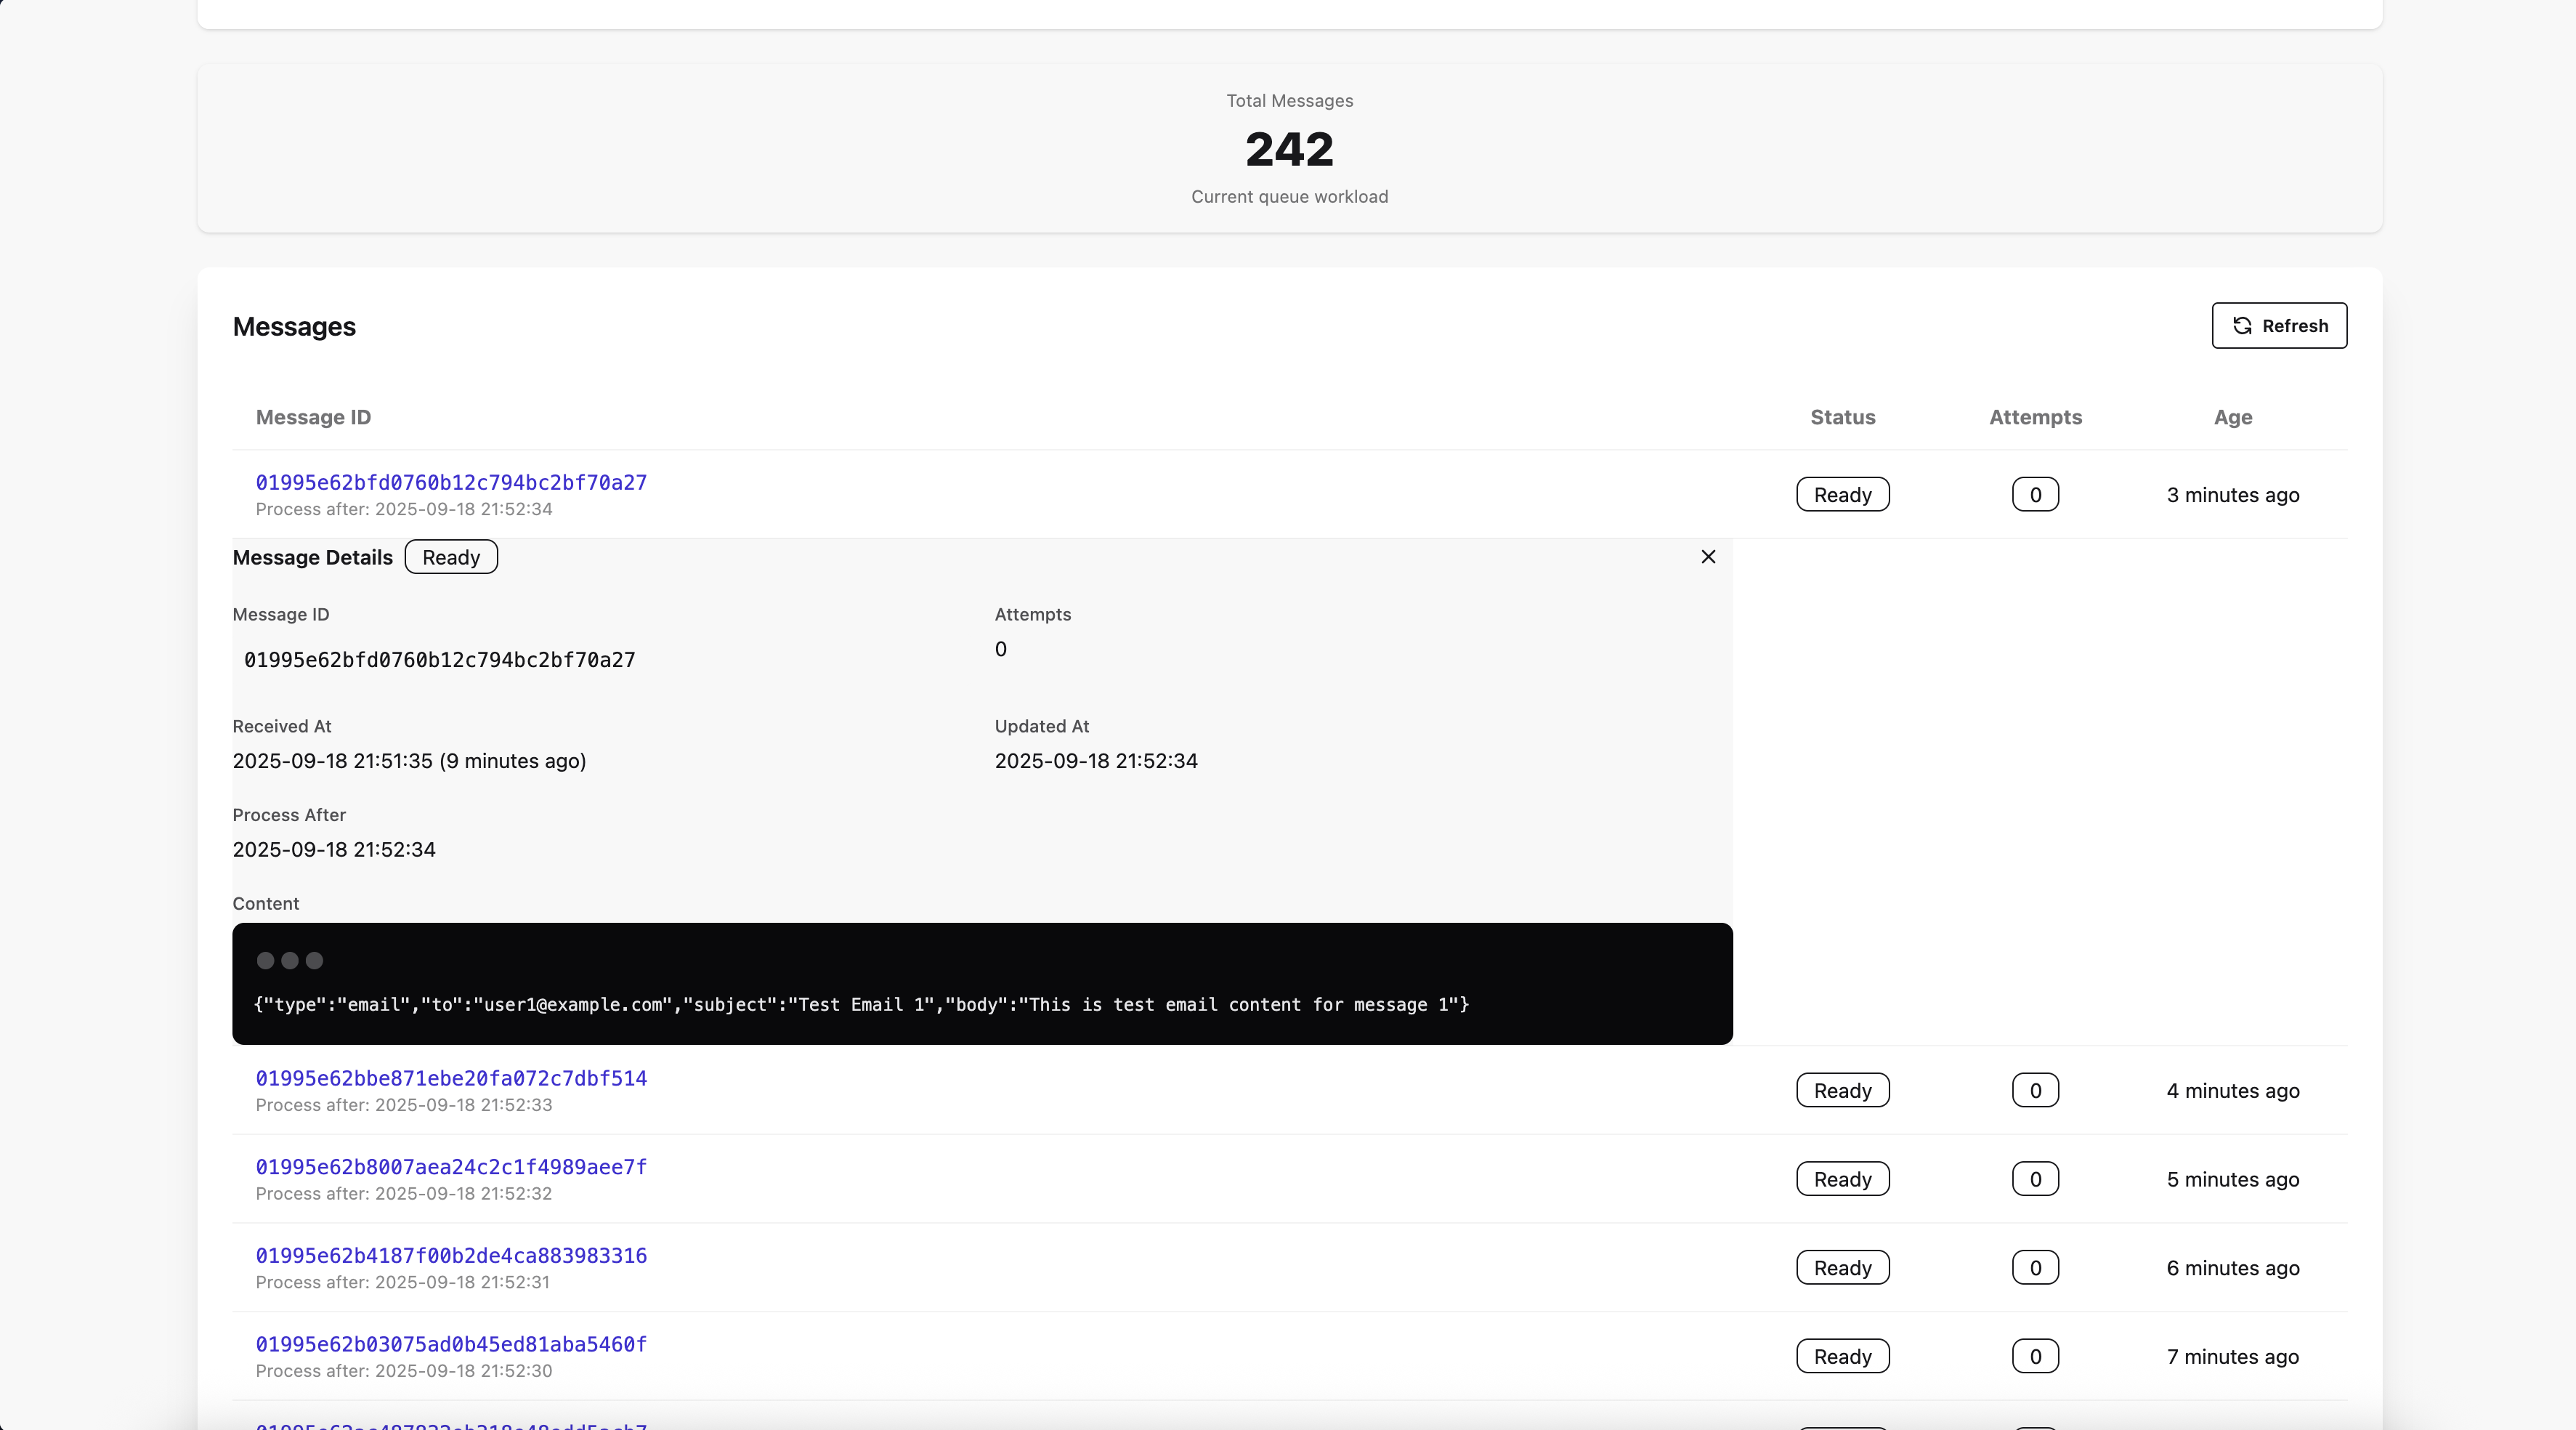 Total Messages
242
Current queue workload
Messages
Refresh
Message ID Status Attempts Age
01995e62bfd0760b12c794bc2bf70a27 Ready 0 3 minutes ago
Process after: 2025-09-18 21:52:34
Message Details Ready
Message ID Attempts
01995e62bfd0760b12c794bc2bf70a27 0
Received At Updated At
2025-09-18 21:51:35 (9 minutes ago) 2025-09-18 21:52:34
Process After
2025-09-18 21:52:34
Content
{"type":"email","to":"user1@example.com","subject":"Test Email 1","body":"This is test email content for message 1"}
01995e62bbe871ebe20fa072c7dbf514 Ready 0 4 minutes ago
Process after: 2025-09-18 21:52:33
01995e62b8007aea24c2c1f4989aee7f Ready 0 5 minutes ago
Process after: 2025-09-18 21:52:32
01995e62b4187f00b2de4ca883983316 Ready 0 6 minutes ago
Process after: 2025-09-18 21:52:31
01995e62b03075ad0b45ed81aba5460f Ready 0 7 minutes ago
Process after: 2025-09-18 21:52:30